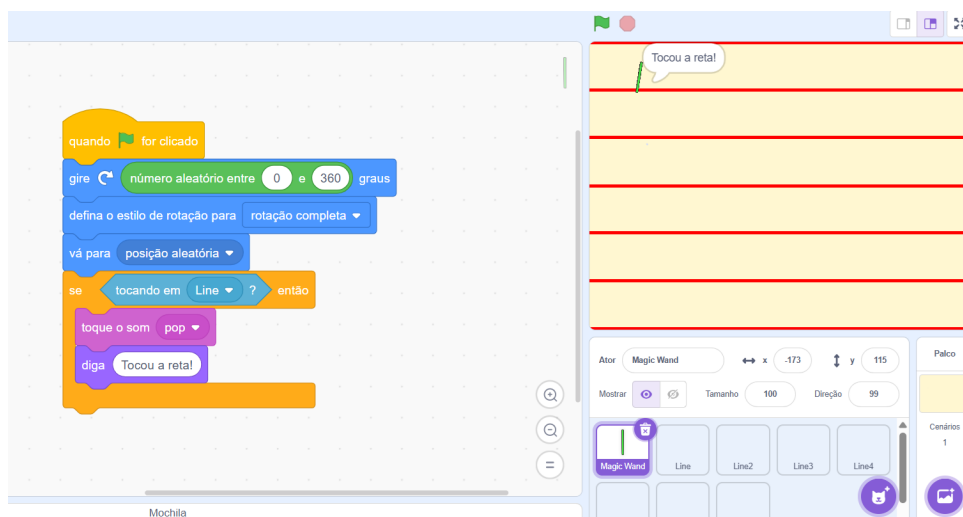 quando for clicado
gire número aleatório entre 0 e 360 graus
defina o estilo de rotação para rotação completa
vá para posição aleatória
se tocando em Line ? então
toque o som pop
diga Tocou a reta!
Mochila
Tocou a reta!
Ator Magic Wand x -173 y 115
Mostrar Tamanho 100 Direção 99
Magic Wand Line Line2 Line3 Line4
Palco
Cenários
1